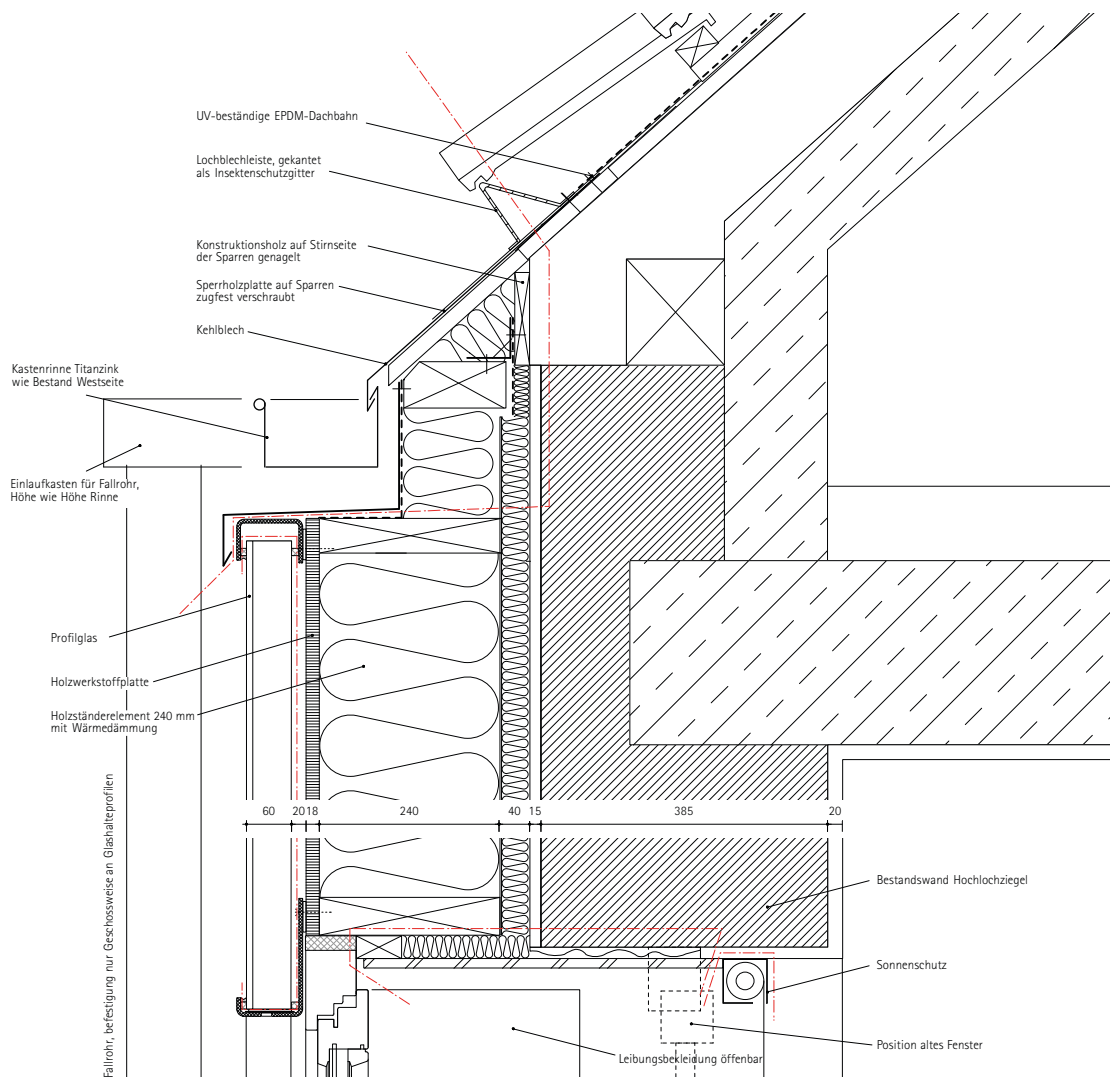 UV-beständige EPDM-Dachbahn
Lochblechleiste, gekantet
als Insektenschutzgitter
Konstruktionsholz auf Stirnseite
der Sparren genagelt
Sperrholzplatte auf Sparren
zugfest verschraubt
Kehlblech
Kastenrinne Titanzink
wie Bestand Westseite
Einlaufkasten für Fallrohr,
Höhe wie Höhe Rinne
Profilglas
Holzwerkstoffplatte
Holzständerelement 240 mm
mit Wärmedämmung
Fallrohr, befestigung nur Geschossweise an Glashalteprofilen
60 20 18 240 40 15 385 20
Bestandswand Hochlochziegel
Sonnenschutz
Position altes Fenster
Leibungsbekleidung öffenbar